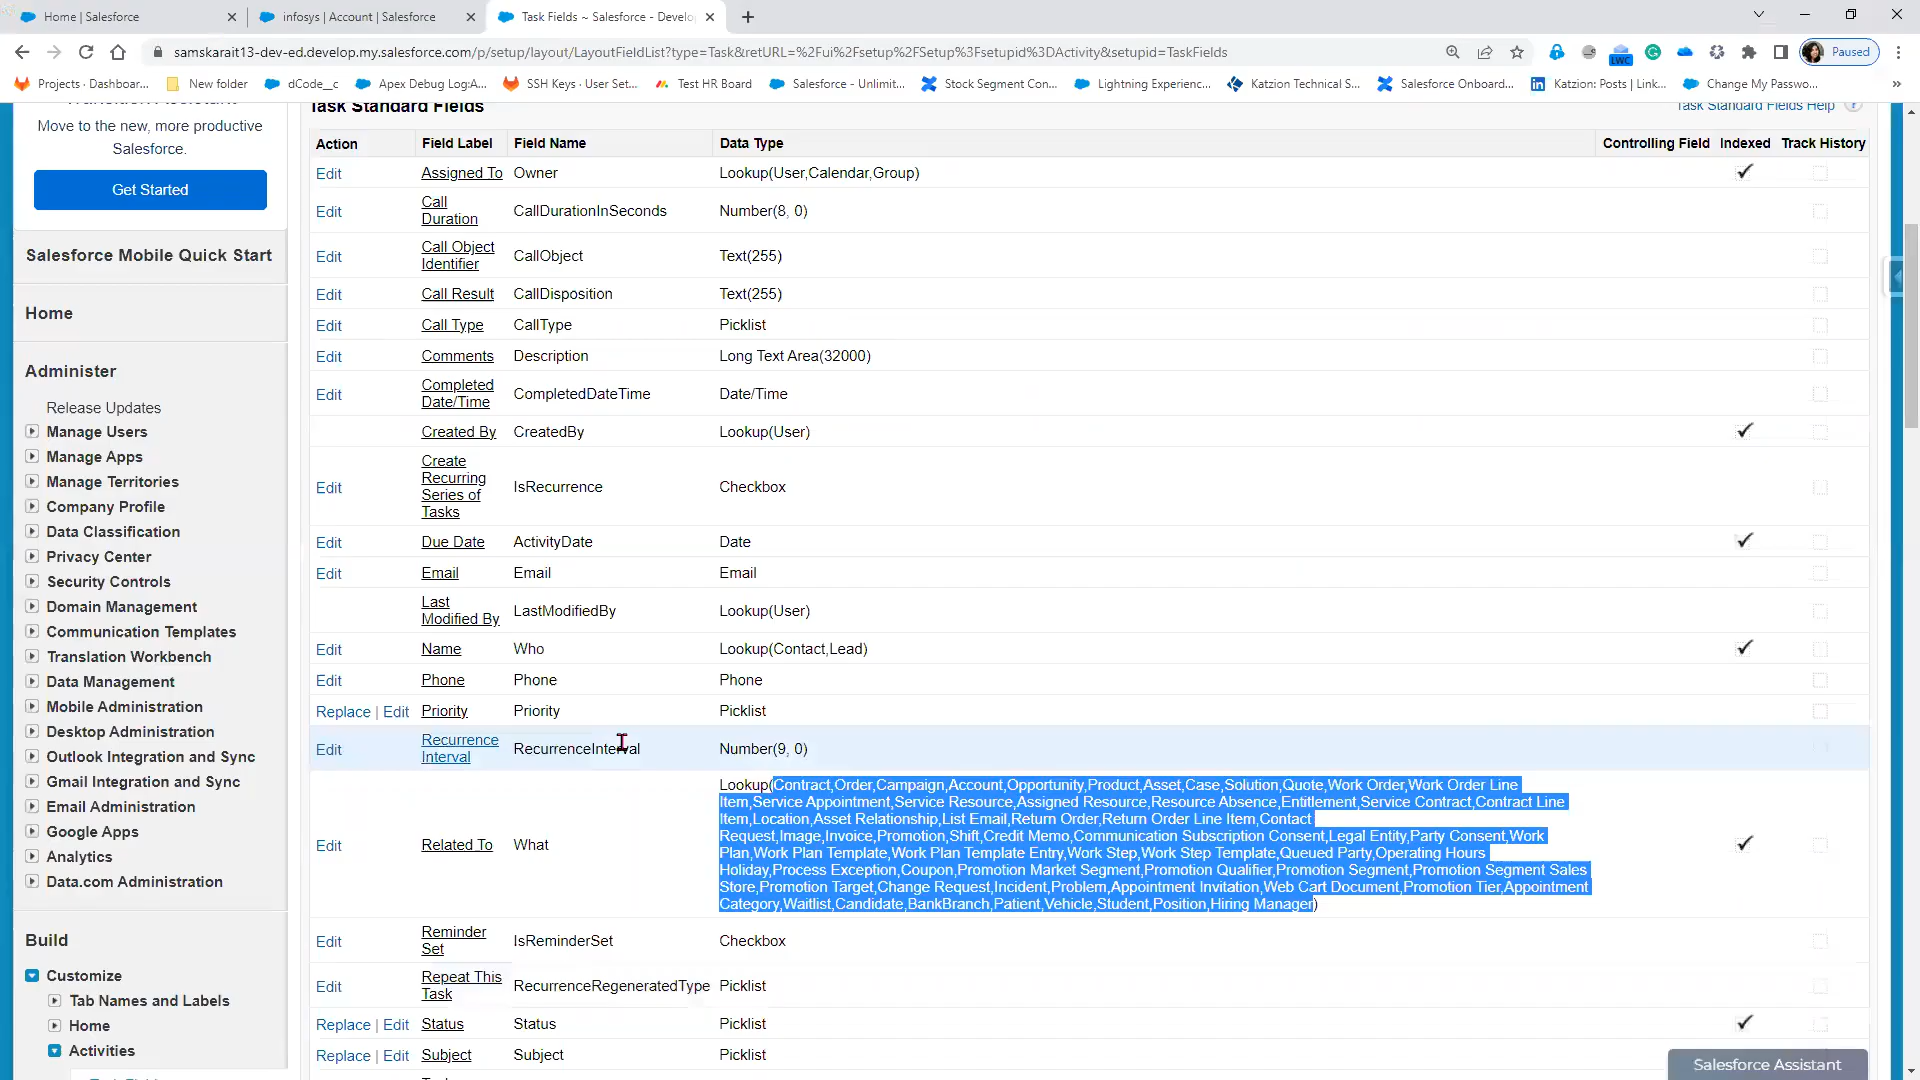 Home | Salesforce
infosys | Account | Salesforce
Task Fields ~ Salesforce - Develo
samskarait13-dev-ed.develop.my.salesforce.com/p/setup/layout/LayoutFieldList?type=Task&retURL=%2Fui%2Fsetup%2FSetup%3Fsetupid%3DActivity&setupid=TaskFields
LWC
Paused
Projects · Dashboar...
New folder
dCode__c
Apex Debug Log:A...
SSH Keys · User Set...
Test HR Board
Salesforce - Unlimit...
Stock Segment Con...
Lightning Experienc...
Katzion Technical S...
Salesforce Onboard...
Katzion: Posts | Link...
Change My Passwo...
Move to the new, more productive
Salesforce.
Get Started
Salesforce Mobile Quick Start
Home
Administer
Release Updates
Manage Users
Manage Apps
Manage Territories
Company Profile
Data Classification
Privacy Center
Security Controls
Domain Management
Communication Templates
Translation Workbench
Data Management
Mobile Administration
Desktop Administration
Outlook Integration and Sync
Gmail Integration and Sync
Email Administration
Google Apps
Analytics
Data.com Administration
Build
Customize
Tab Names and Labels
Home
Activities
Task Standard Fields
Task Standard Fields Help ?
Action Field Label Field Name Data Type Controlling Field Indexed Track History
Edit Assigned To Owner Lookup(User,Calendar,Group)
Edit Call Duration CallDurationInSeconds Number(8, 0)
Edit Call Object Identifier CallObject Text(255)
Edit Call Result CallDisposition Text(255)
Edit Call Type CallType Picklist
Edit Comments Description Long Text Area(32000)
Edit Completed Date/Time CompletedDateTime Date/Time
Created By CreatedBy Lookup(User)
Edit Create Recurring Series of Tasks IsRecurrence Checkbox
Edit Due Date ActivityDate Date
Edit Email Email Email
Last Modified By LastModifiedBy Lookup(User)
Edit Name Who Lookup(Contact,Lead)
Edit Phone Phone Phone
Replace | Edit Priority Priority Picklist
Edit Recurrence Interval RecurrenceInterval Number(9, 0)
Edit Related To What Lookup(Contract,Order,Campaign,Account,Opportunity,Product,Asset,Case,Solution,Quote,Work Order,Work Order Line
Item,Service Appointment,Service Resource,Assigned Resource,Resource Absence,Entitlement,Service Contract,Contract Line
Item,Location,Asset Relationship,List Email,Return Order,Return Order Line Item,Contact
Request,Image,Invoice,Promotion,Shift,Credit Memo,Communication Subscription Consent,Legal Entity,Party Consent,Work
Plan,Work Plan Template,Work Plan Template Entry,Work Step,Work Step Template,Queued Party,Operating Hours
Holiday,Process Exception,Coupon,Promotion Market Segment,Promotion Qualifier,Promotion Segment,Promotion Segment Sales
Store,Promotion Target,Change Request,Incident,Problem,Appointment Invitation,Web Cart Document,Promotion Tier,Appointment
Category,Waitlist,Candidate,BankBranch,Patient,Vehicle,Student,Position,Hiring Manager)
Edit Reminder Set IsReminderSet Checkbox
Edit Repeat This Task RecurrenceRegeneratedType Picklist
Replace | Edit Status Status Picklist
Replace | Edit Subject Subject Picklist
Salesforce Assistant